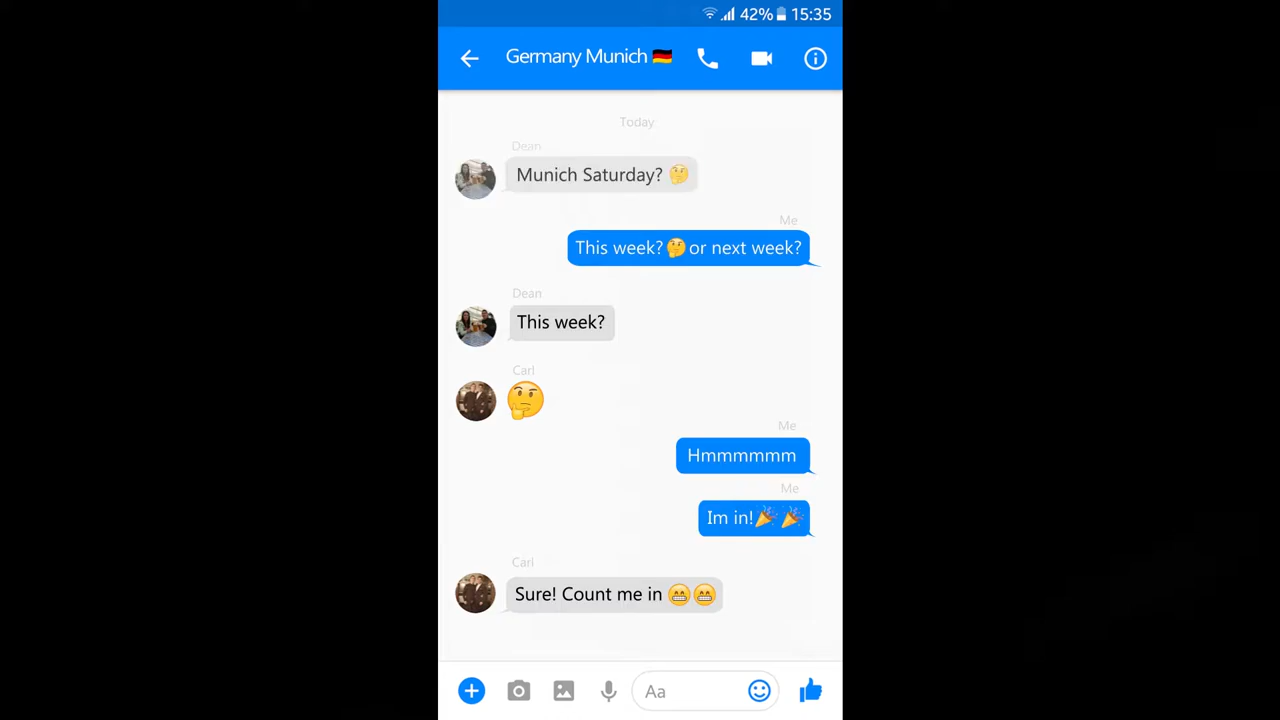 42% 15:35
Germany Munich 🇩🇪
Today
Dean
Munich Saturday? 🤔
Me
This week?🤔or next week?
Dean
This week?
Carl
🤔
Me
Hmmmmmm
Me
Im in!🎉🎉
Carl
Sure! Count me in 😁😁
Aa